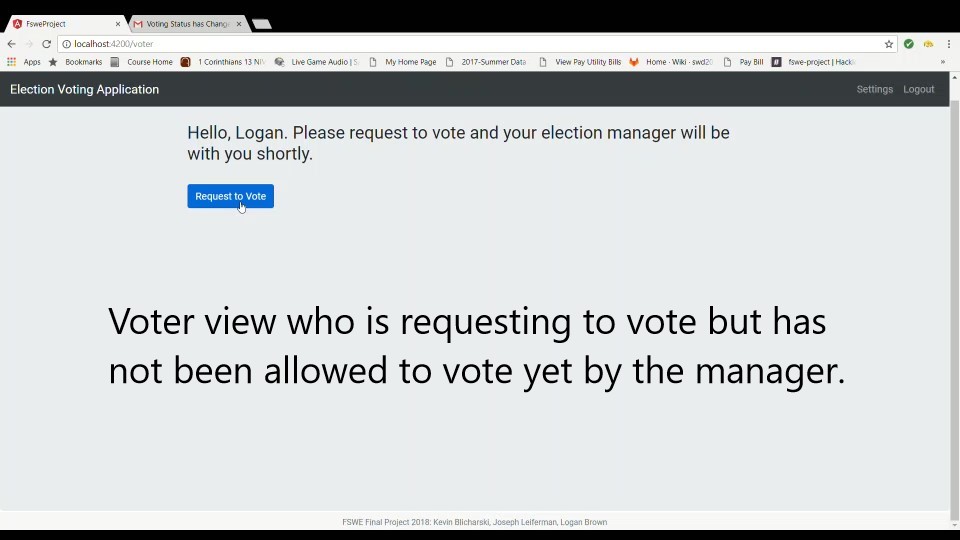 FsweProject
Voting Status has Chang
localhost:4200/voter
Apps
Bookmarks
Course Home
1 Corinthians 13 NIV
Live Game Audio | S
My Home Page
2017-Summer Data
View Pay Utility Bills
Home · Wiki · swd20
Pay Bill
fswe-project | Hack
»
Election Voting Application
Settings
Logout
Hello, Logan. Please request to vote and your election manager will be
with you shortly.
Request to Vote
Voter view who is requesting to vote but has
not been allowed to vote yet by the manager.
FSWE Final Project 2018: Kevin Blicharski, Joseph Leiferman, Logan Brown